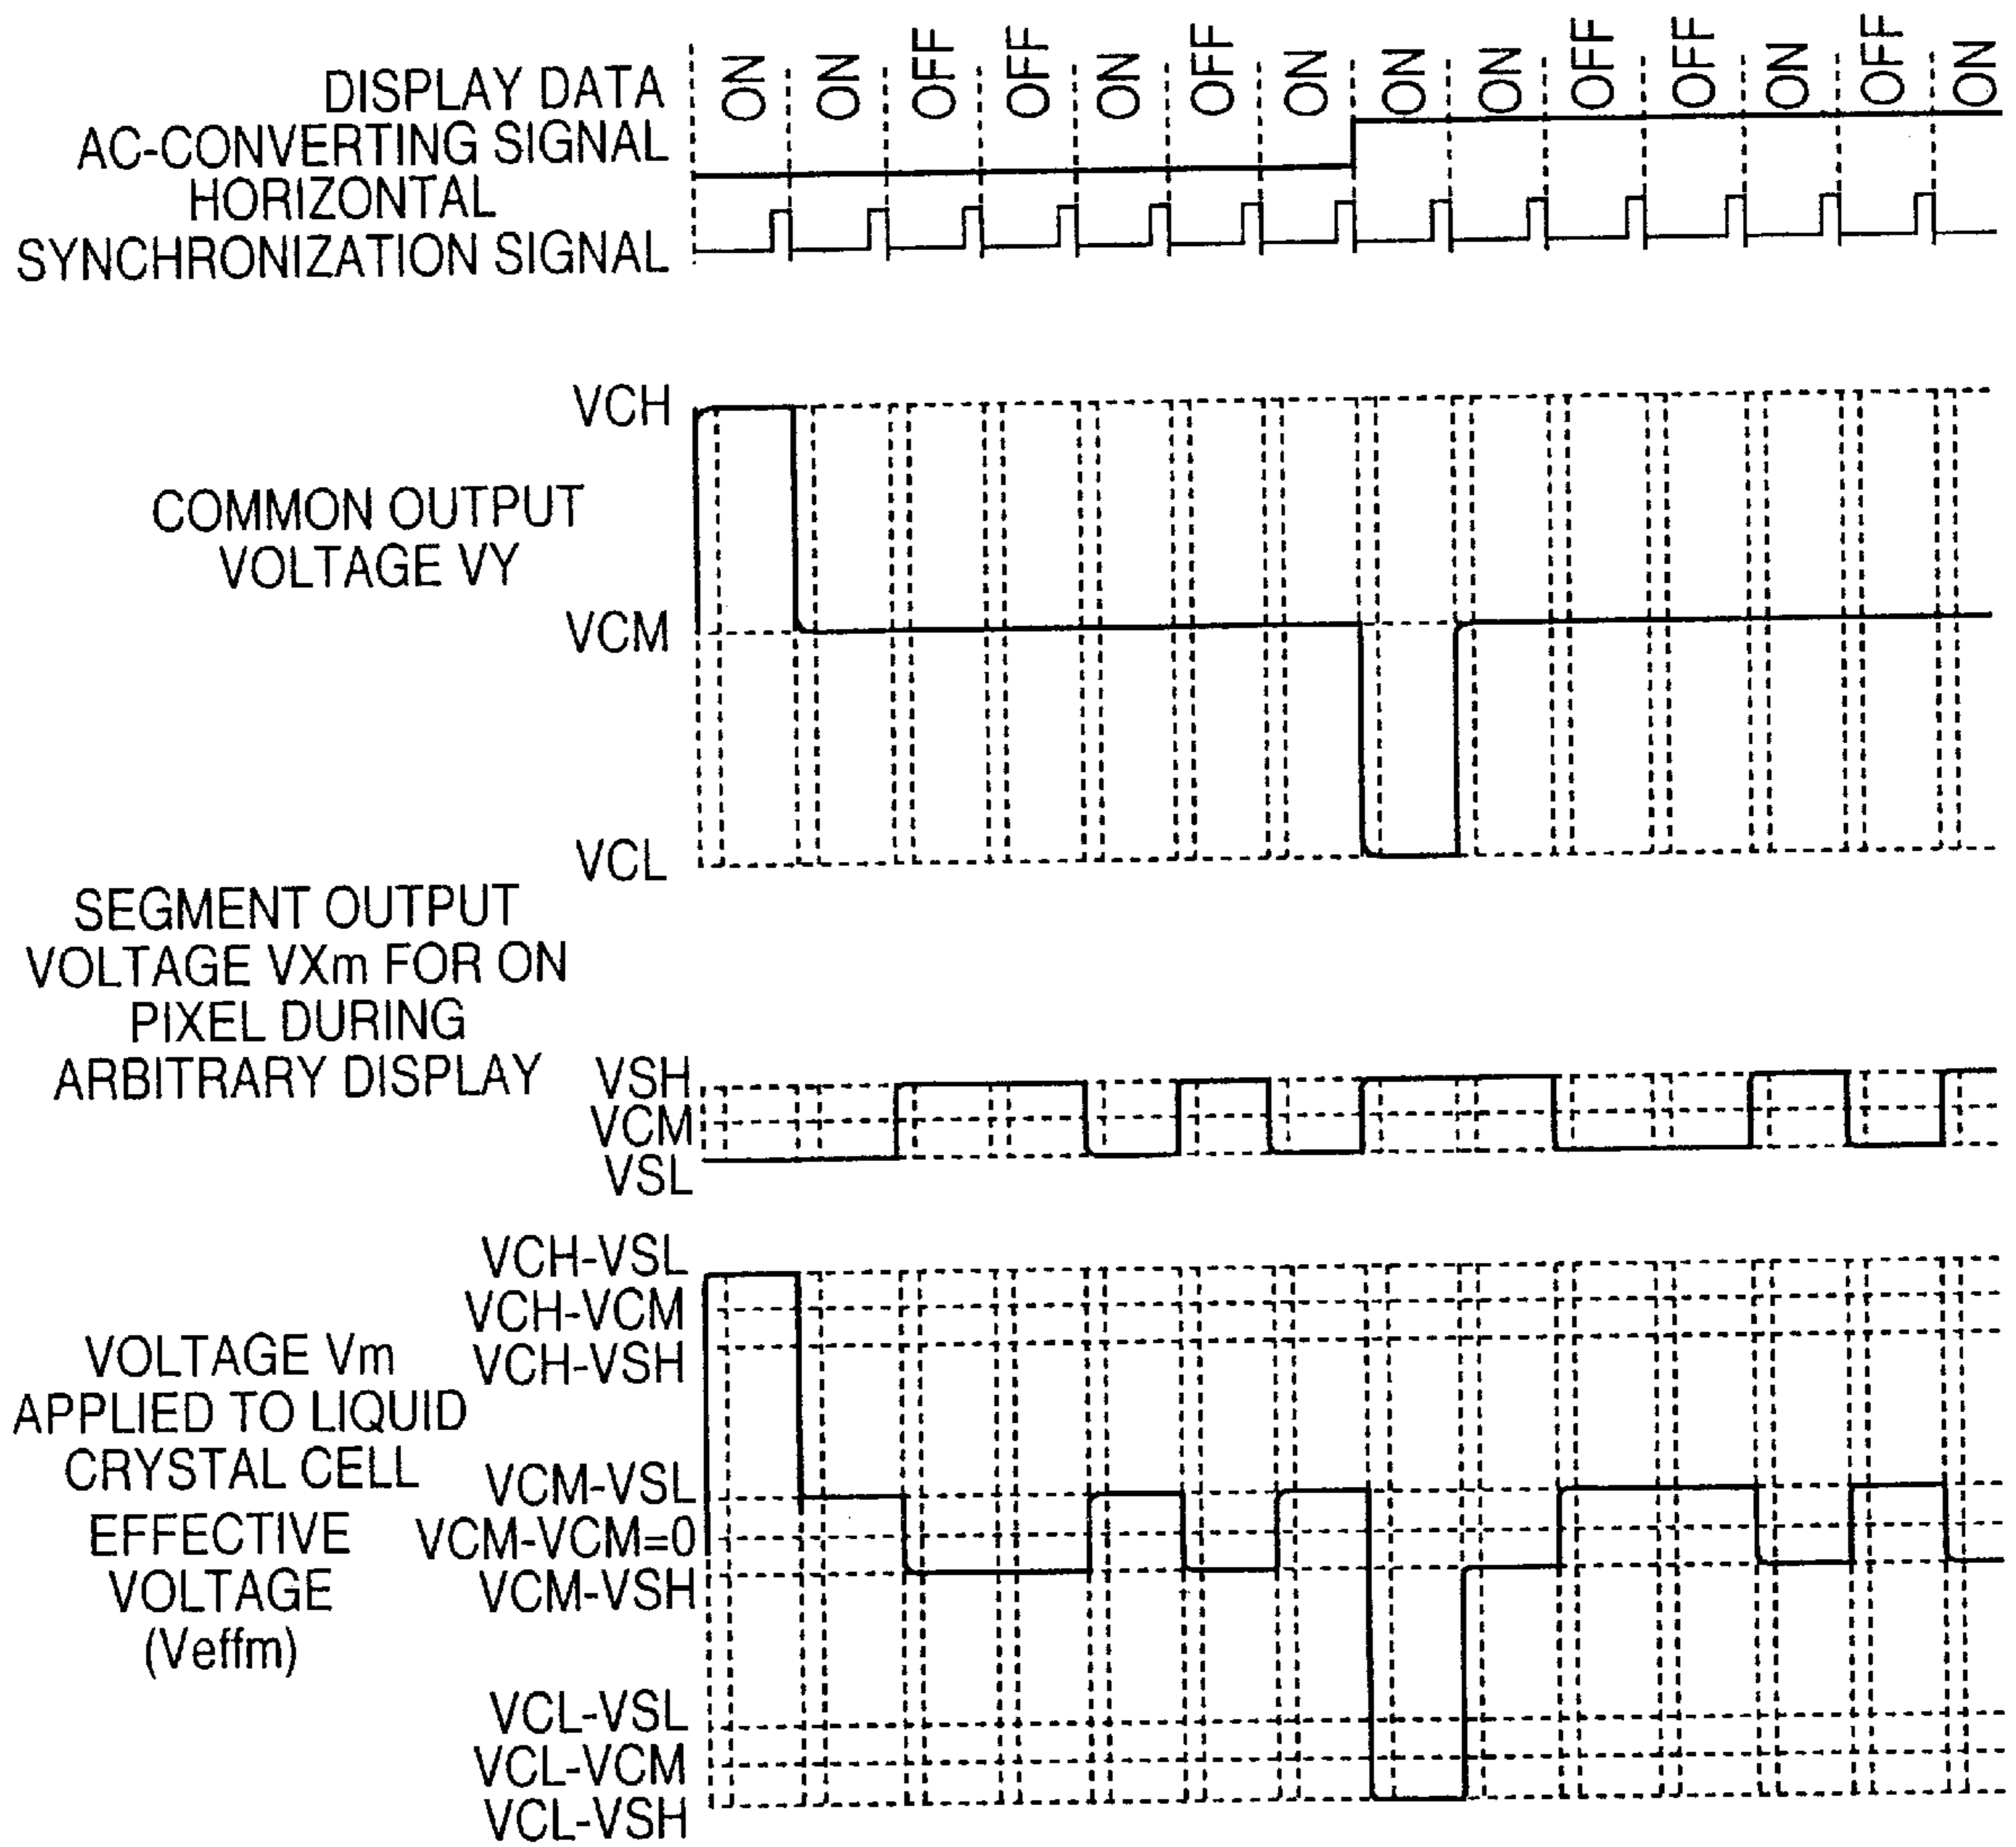 DISPLAY DATA
ON ON OFF OFF ON OFF ON ON ON OFF OFF ON OFF ON
AC-CONVERTING SIGNAL
HORIZONTAL
SYNCHRONIZATION SIGNAL
VCH
COMMON OUTPUT
VOLTAGE VY
VCM
VCL
SEGMENT OUTPUT
VOLTAGE VXm FOR ON
PIXEL DURING
ARBITRARY DISPLAY
VSH
VCM
VSL
VCH-VSL
VCH-VCM
VCH-VSH
VOLTAGE Vm
APPLIED TO LIQUID
CRYSTAL CELL
VCM-VSL
EFFECTIVE
VOLTAGE
(Veffm)
VCM-VCM=0
VCM-VSH
VCL-VSL
VCL-VCM
VCL-VSH